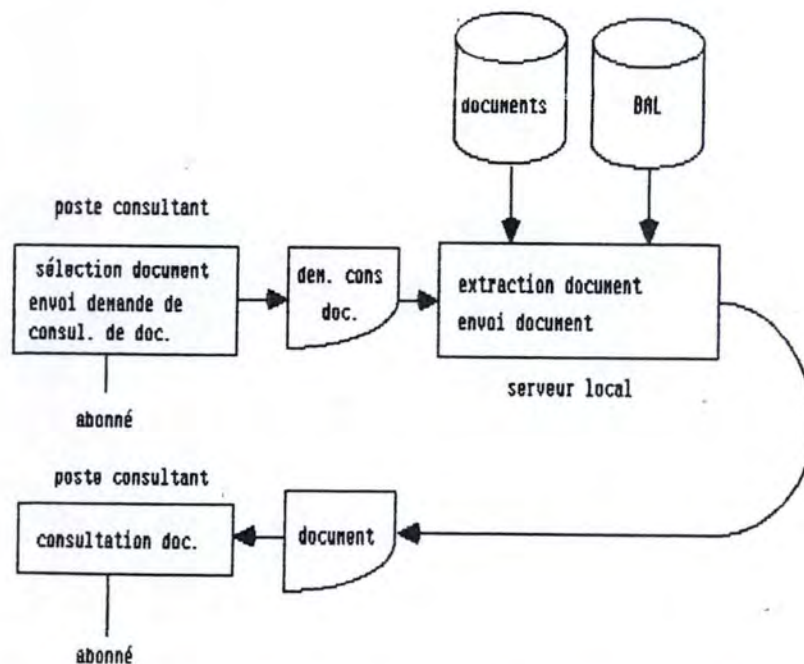 documents
BAL
poste consultant
sélection document
envoi demande de
consul. de doc.
dem. cons
doc.
extraction document
envoi document
serveur local
abonné
poste consultant
consultation doc.
document
abonné